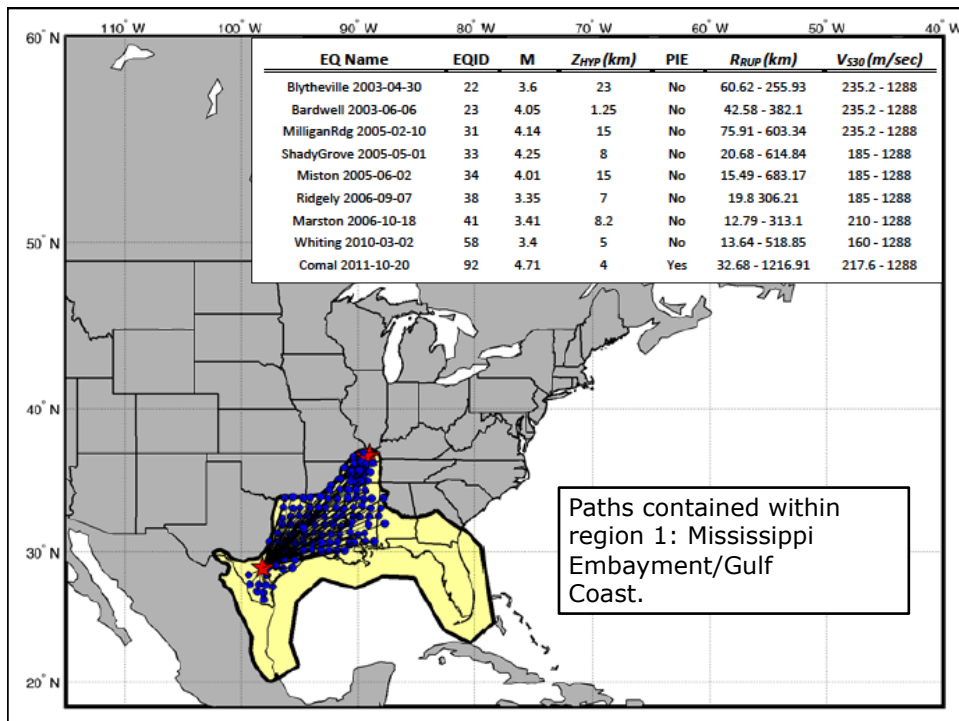 110° W 100° W 90° W 80° W 70° W 60° W 50° W 40° W
60° N
EQ Name EQID M ZHYP (km) PIE RRUP (km) VS30 (m/sec)
Blytheville 2003-04-30 22 3.6 23 No 60.62 - 255.93 235.2 - 1288
Bardwell 2003-06-06 23 4.05 1.25 No 42.58 - 382.1 235.2 - 1288
MilliganRdg 2005-02-10 31 4.14 15 No 75.91 - 603.34 235.2 - 1288
ShadyGrove 2005-05-01 33 4.25 8 No 20.68 - 614.84 185 - 1288
Miston 2005-06-02 34 4.01 15 No 15.49 - 683.17 185 - 1288
Ridgely 2006-09-07 38 3.35 7 No 19.8 306.21 185 - 1288
Marston 2006-10-18 41 3.41 8.2 No 12.79 - 313.1 210 - 1288
Whiting 2010-03-02 58 3.4 5 No 13.64 - 518.85 160 - 1288
Comal 2011-10-20 92 4.71 4 Yes 32.68 - 1216.91 217.6 - 1288
50° N
40° N
Paths contained within
region 1: Mississippi
Embayment/Gulf
Coast.
30° N
20° N
110° W 100° W 90° W 80° W 70° W 60° W 50° W 40° W